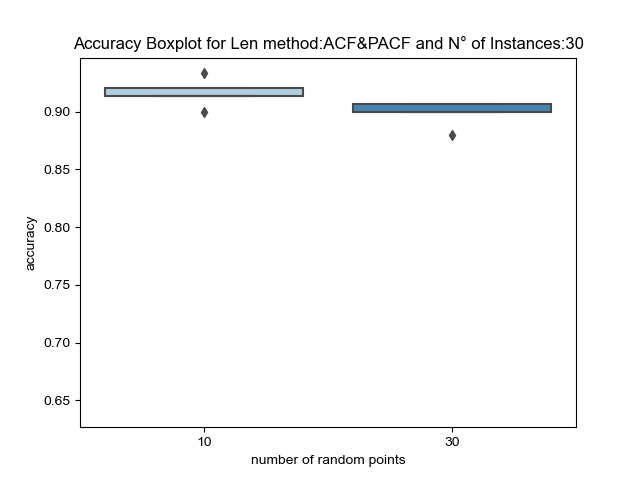 Accuracy Boxplot for Len method:ACF&PACF and N° of Instances:30
0.90
0.85
0.80
0.75
0.70
0.65
accuracy
10
30
number of random points